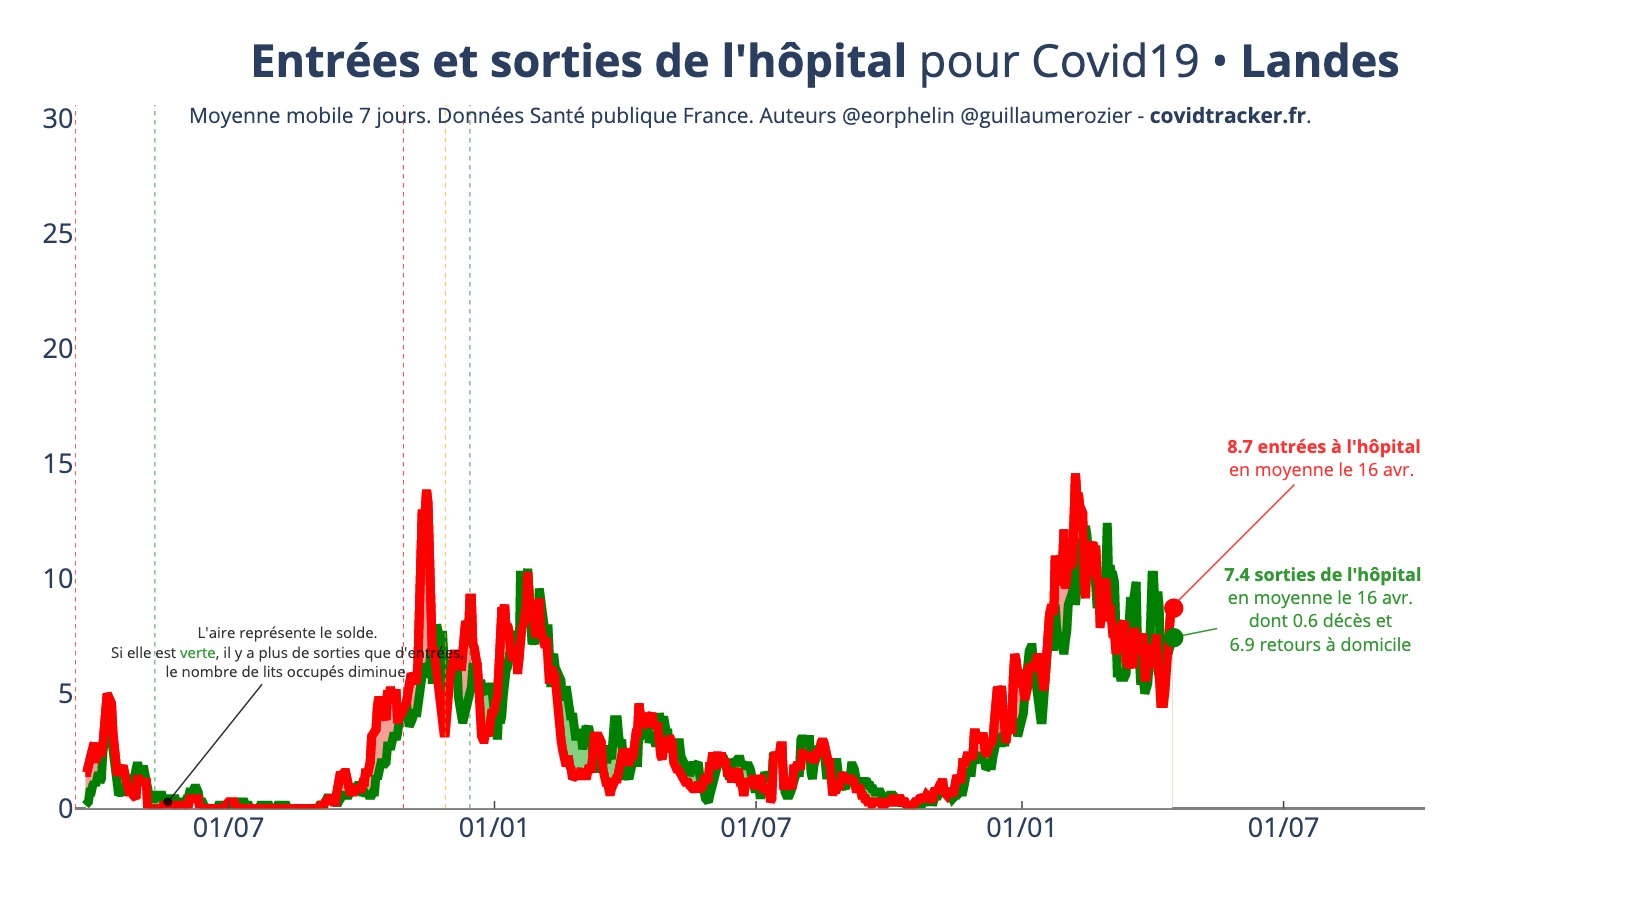 Entrées et sorties de l'hôpital pour Covid19 • Landes
Moyenne mobile 7 jours. Données Santé publique France. Auteurs @eorphelin @guillaumerozier - covidtracker.fr.
30
25
20
15
10
5
0
8.7 entrées à l'hôpital
en moyenne le 16 avr.
7.4 sorties de l'hôpital
en moyenne le 16 avr.
dont 0.6 décès et
6.9 retours à domicile
L'aire représente le solde.
Si elle est verte, il y a plus de sorties que d'entrées,
le nombre de lits occupés diminue.
01/07
01/01
01/07
01/01
01/07